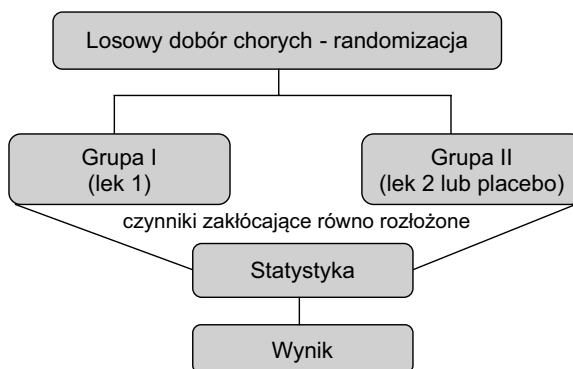 Losowy dobór chorych - randomizacja
Grupa I
(lek 1)
Grupa II
(lek 2 lub placebo)
czynniki zakłócające równo rozłożone
Statystyka
Wynik